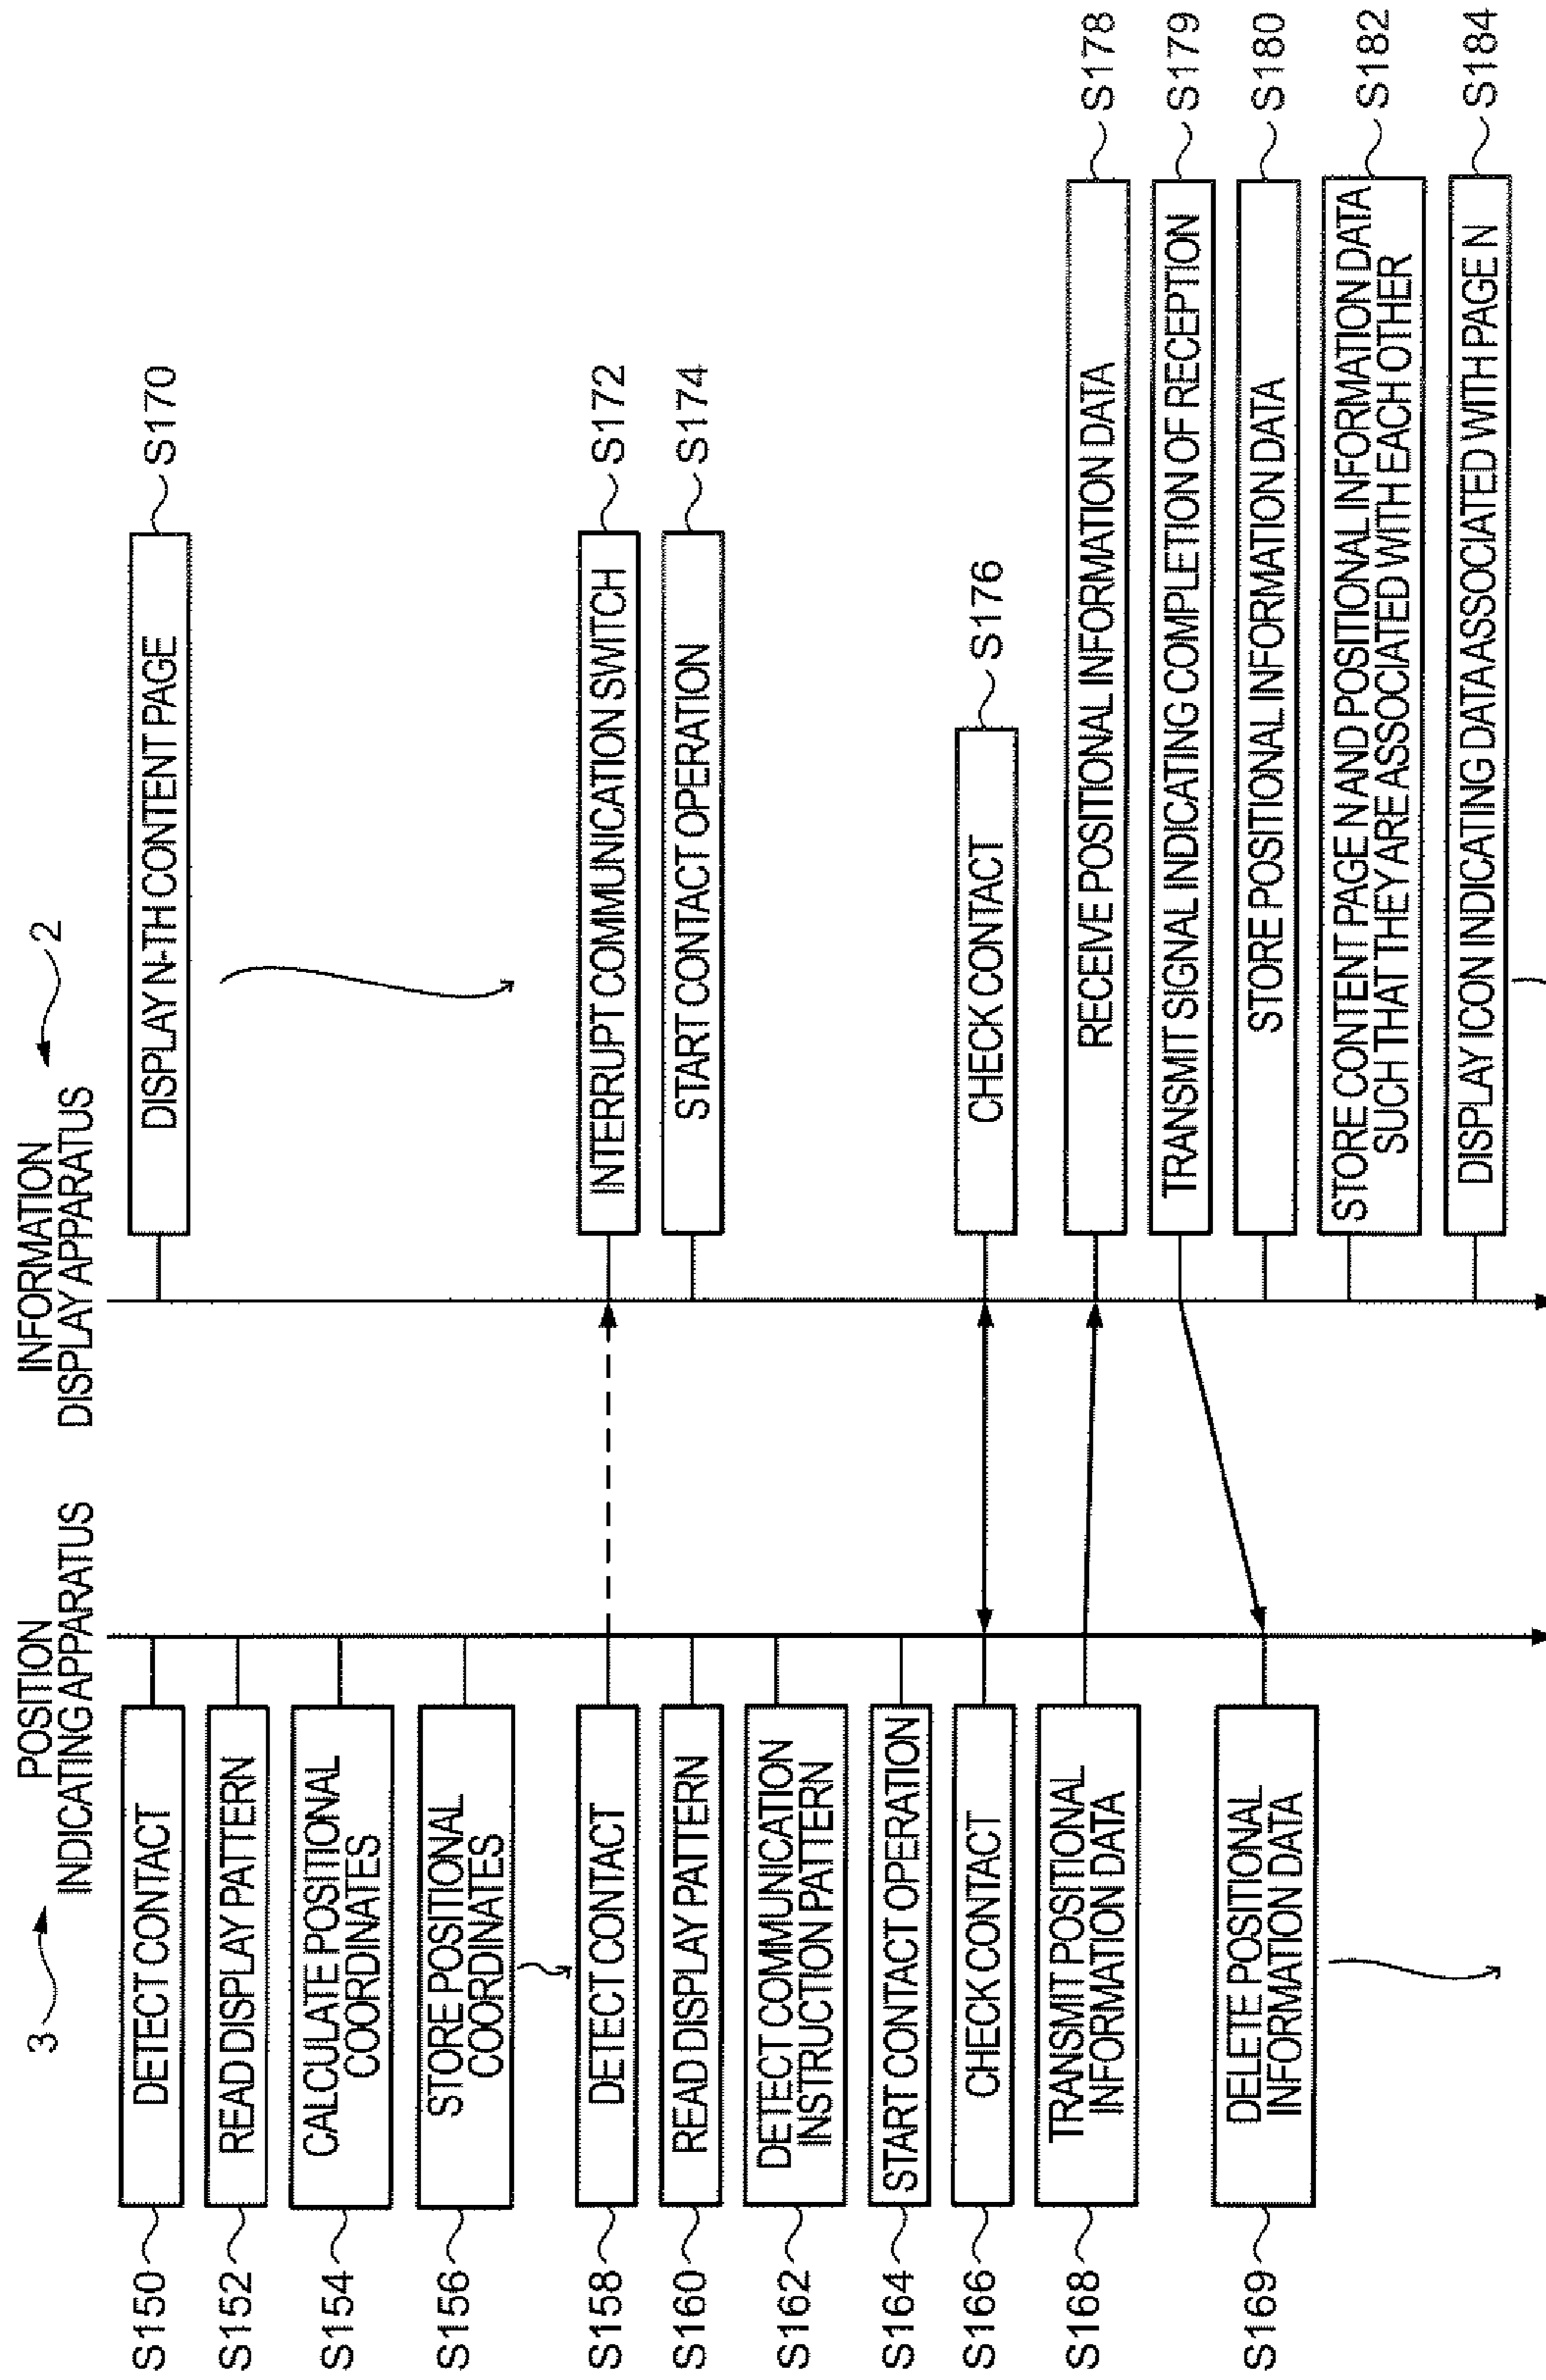 POSITION
INDICATING APPARATUS
3
S150
DETECT CONTACT
S152
READ DISPLAY PATTERN
S154
CALCULATE POSITIONAL
COORDINATES
S156
STORE POSITIONAL
COORDINATES
S158
DETECT CONTACT
S160
READ DISPLAY PATTERN
S162
DETECT COMMUNICATION
INSTRUCTION PATTERN
S164
START CONTACT OPERATION
S166
CHECK CONTACT
S168
TRANSMIT POSITIONAL
INFORMATION DATA
S169
DELETE POSITIONAL
INFORMATION DATA
INFORMATION
DISPLAY APPARATUS
2
DISPLAY N-TH CONTENT PAGE
S170
INTERRUPT COMMUNICATION SWITCH
S172
START CONTACT OPERATION
S174
CHECK CONTACT
S176
RECEIVE POSITIONAL INFORMATION DATA
S178
TRANSMIT SIGNAL INDICATING COMPLETION OF RECEPTION
S179
STORE POSITIONAL INFORMATION DATA
S180
STORE CONTENT PAGE N AND POSITIONAL INFORMATION DATA
SUCH THAT THEY ARE ASSOCIATED WITH EACH OTHER
S182
DISPLAY ICON INDICATING DATA ASSOCIATED WITH PAGE N
S184